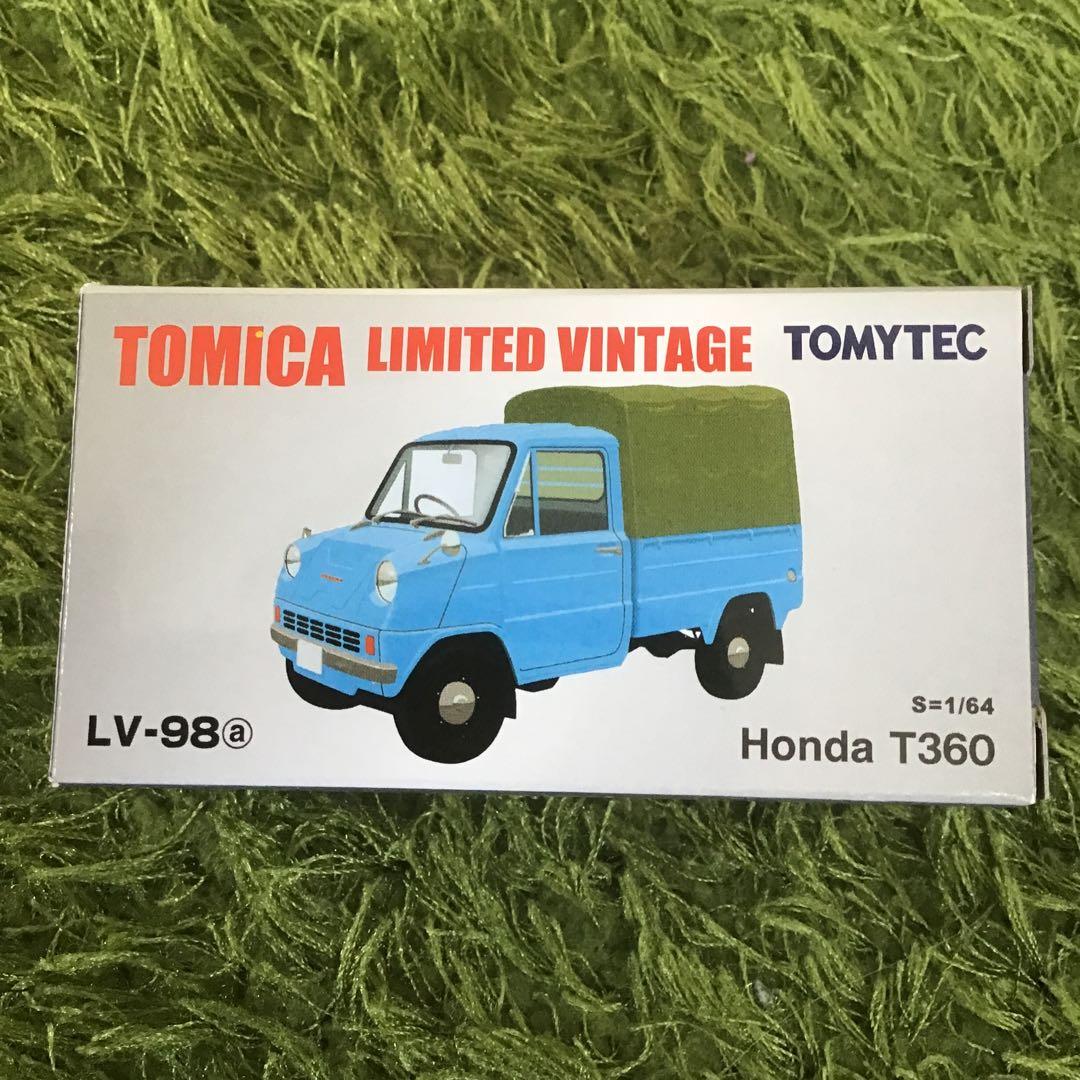 TOMiCA LIMITED VINTAGE TOMYTEC
LV-98ⓐ
S=1/64
Honda T360